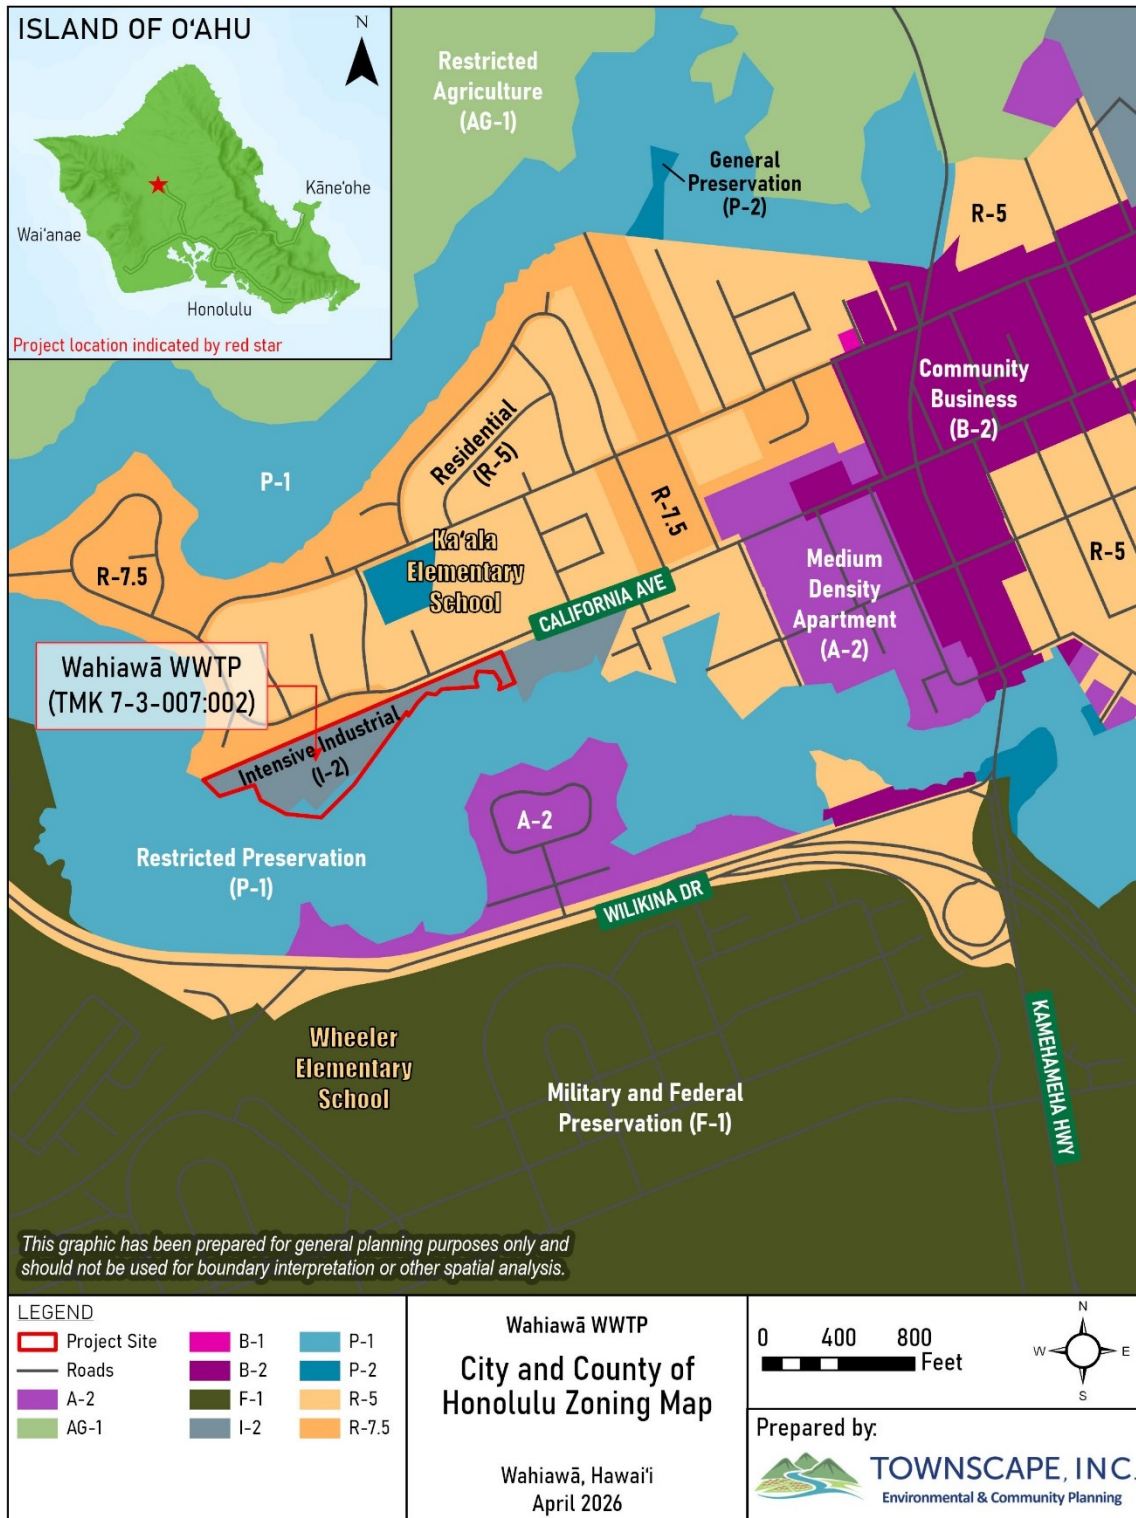 ISLAND OF OʻAHU
N
Kāneʻohe
Waiʻanae
Honolulu
Project location indicated by red star
Restricted
Agriculture
(AG-1)
General
Preservation
(P-2)
R-5
Community
Business
(B-2)
Residential
(R-5)
P-1
R-7.5
Kaʻala
Elementary
School
R-5
R-7.5
Medium
Density
Apartment
(A-2)
CALIFORNIA AVE
Wahiawā WWTP
(TMK 7-3-007:002)
Intensive Industrial
(I-2)
A-2
Restricted Preservation
(P-1)
WILIKINA DR
KAMEHAMEHA HWY
Wheeler
Elementary
School
Military and Federal
Preservation (F-1)
This graphic has been prepared for general planning purposes only and
should not be used for boundary interpretation or other spatial analysis.
LEGEND
Project Site
Roads
A-2
AG-1
B-1
B-2
F-1
I-2
P-1
P-2
R-5
R-7.5
Wahiawā WWTP
City and County of
Honolulu Zoning Map
Wahiawā, Hawaiʻi
April 2026
0 400 800
Feet
N
W E
S
Prepared by:
TOWNSCAPE, INC.
Environmental & Community Planning